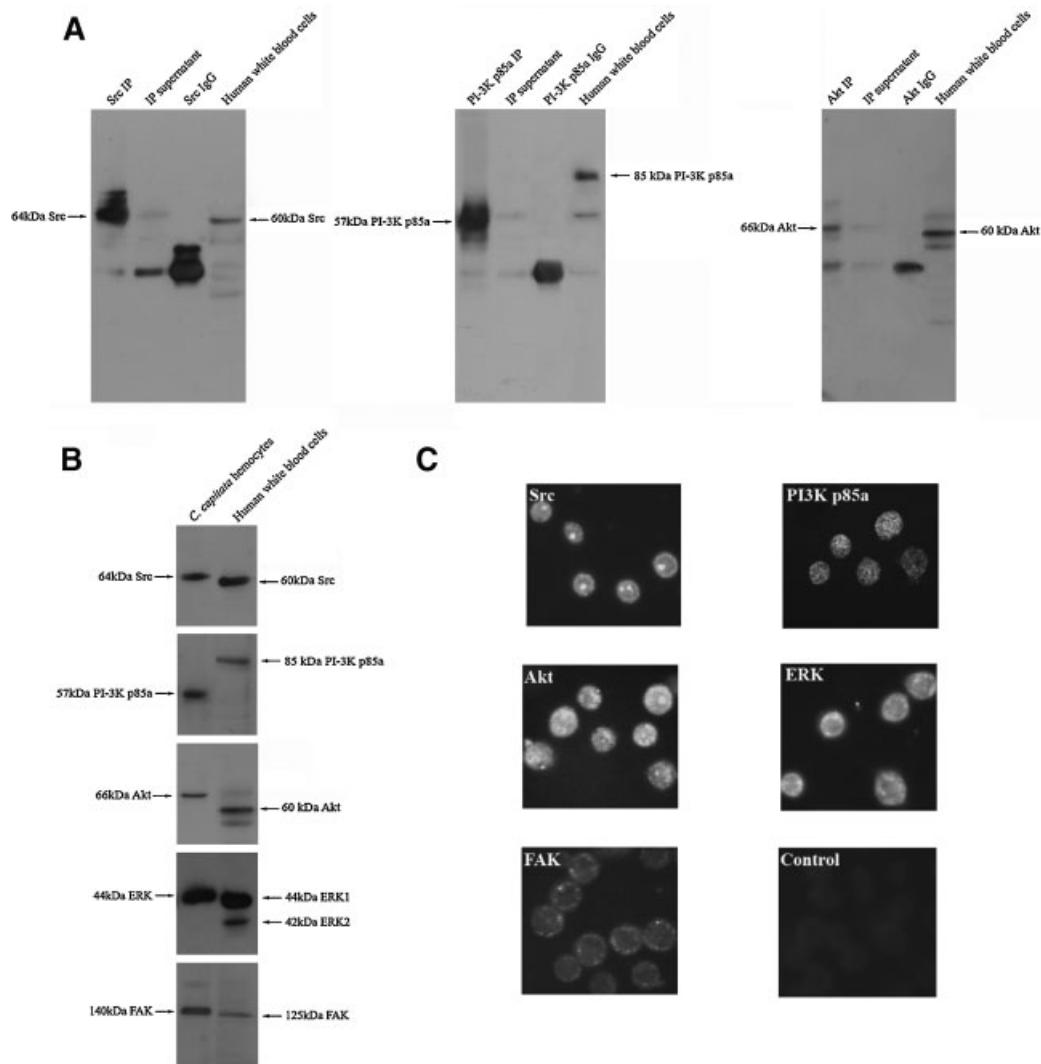 A
Src IP
IP supernatant
Src IgG
Human white blood cells
64kDa Src
60kDa Src
PI-3K p85a IP
IP supernatant
PI-3K p85a IgG
Human white blood cells
57kDa PI-3K p85a
85 kDa PI-3K p85a
Akt IP
IP supernatant
Akt IgG
Human white blood cells
66kDa Akt
60 kDa Akt
B
C. capitata hemocytes
Human white blood cells
64kDa Src
60kDa Src
85 kDa PI-3K p85a
57kDa PI-3K p85a
66kDa Akt
60 kDa Akt
44kDa ERK
44kDa ERK1
42kDa ERK2
140kDa FAK
125kDa FAK
C
Src
PI3K p85a
Akt
ERK
FAK
Control